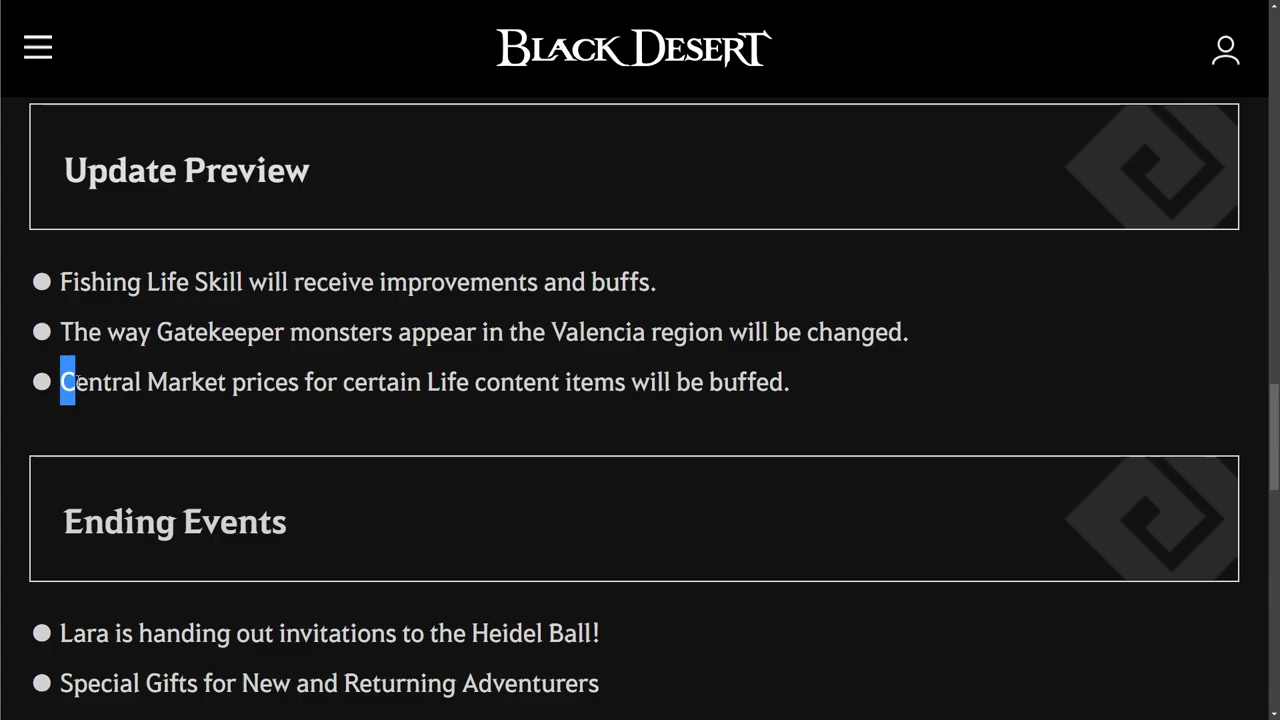 BLACK DESERT
Update Preview
Fishing Life Skill will receive improvements and buffs.
The way Gatekeeper monsters appear in the Valencia region will be changed.
Central Market prices for certain Life content items will be buffed.
Ending Events
Lara is handing out invitations to the Heidel Ball!
Special Gifts for New and Returning Adventurers